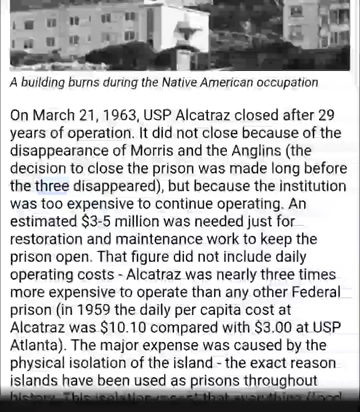 A building burns during the Native American occupation
On March 21, 1963, USP Alcatraz closed after 29
years of operation. It did not close because of the
disappearance of Morris and the Anglins (the
decision to close the prison was made long before
the three disappeared), but because the institution
was too expensive to continue operating. An
estimated $3-5 million was needed just for
restoration and maintenance work to keep the
prison open. That figure did not include daily
operating costs - Alcatraz was nearly three times
more expensive to operate than any other Federal
prison (in 1959 the daily per capita cost at
Alcatraz was $10.10 compared with $3.00 at USP
Atlanta). The major expense was caused by the
physical isolation of the island - the exact reason
islands have been used as prisons throughout
history. This isolation meant that everything (food,